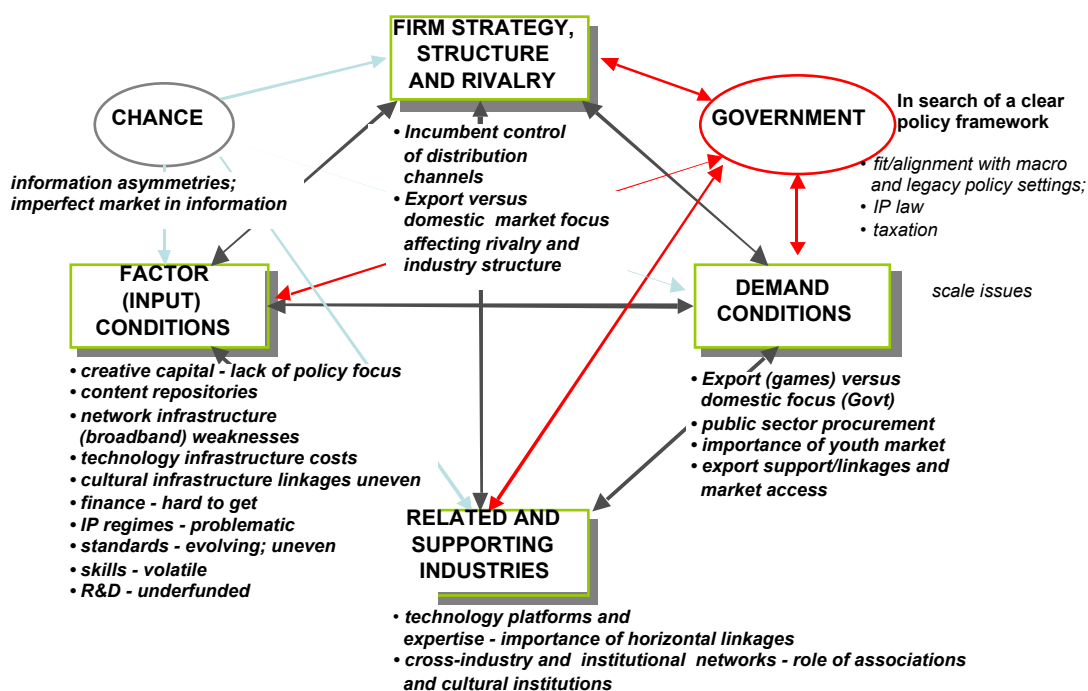 FIRM STRATEGY,
STRUCTURE
AND RIVALRY
CHANCE
GOVERNMENT
In search of a clear
policy framework
• fit/alignment with macro
and legacy policy settings;
• IP law
• taxation
information asymmetries;
imperfect market in information
• Incumbent control
of distribution
channels
• Export versus
domestic market focus
affecting rivalry and
industry structure
FACTOR
(INPUT)
CONDITIONS
DEMAND
CONDITIONS
scale issues
• creative capital - lack of policy focus
• content repositories
• network infrastructure
(broadband) weaknesses
• technology infrastructure costs
• cultural infrastructure linkages uneven
• finance - hard to get
• IP regimes - problematic
• standards - evolving; uneven
• skills - volatile
• R&D - underfunded
• Export (games) versus
domestic focus (Govt)
• public sector procurement
• importance of youth market
• export support/linkages and
market access
RELATED AND
SUPPORTING
INDUSTRIES
• technology platforms and
expertise - importance of horizontal linkages
• cross-industry and institutional networks - role of associations
and cultural institutions